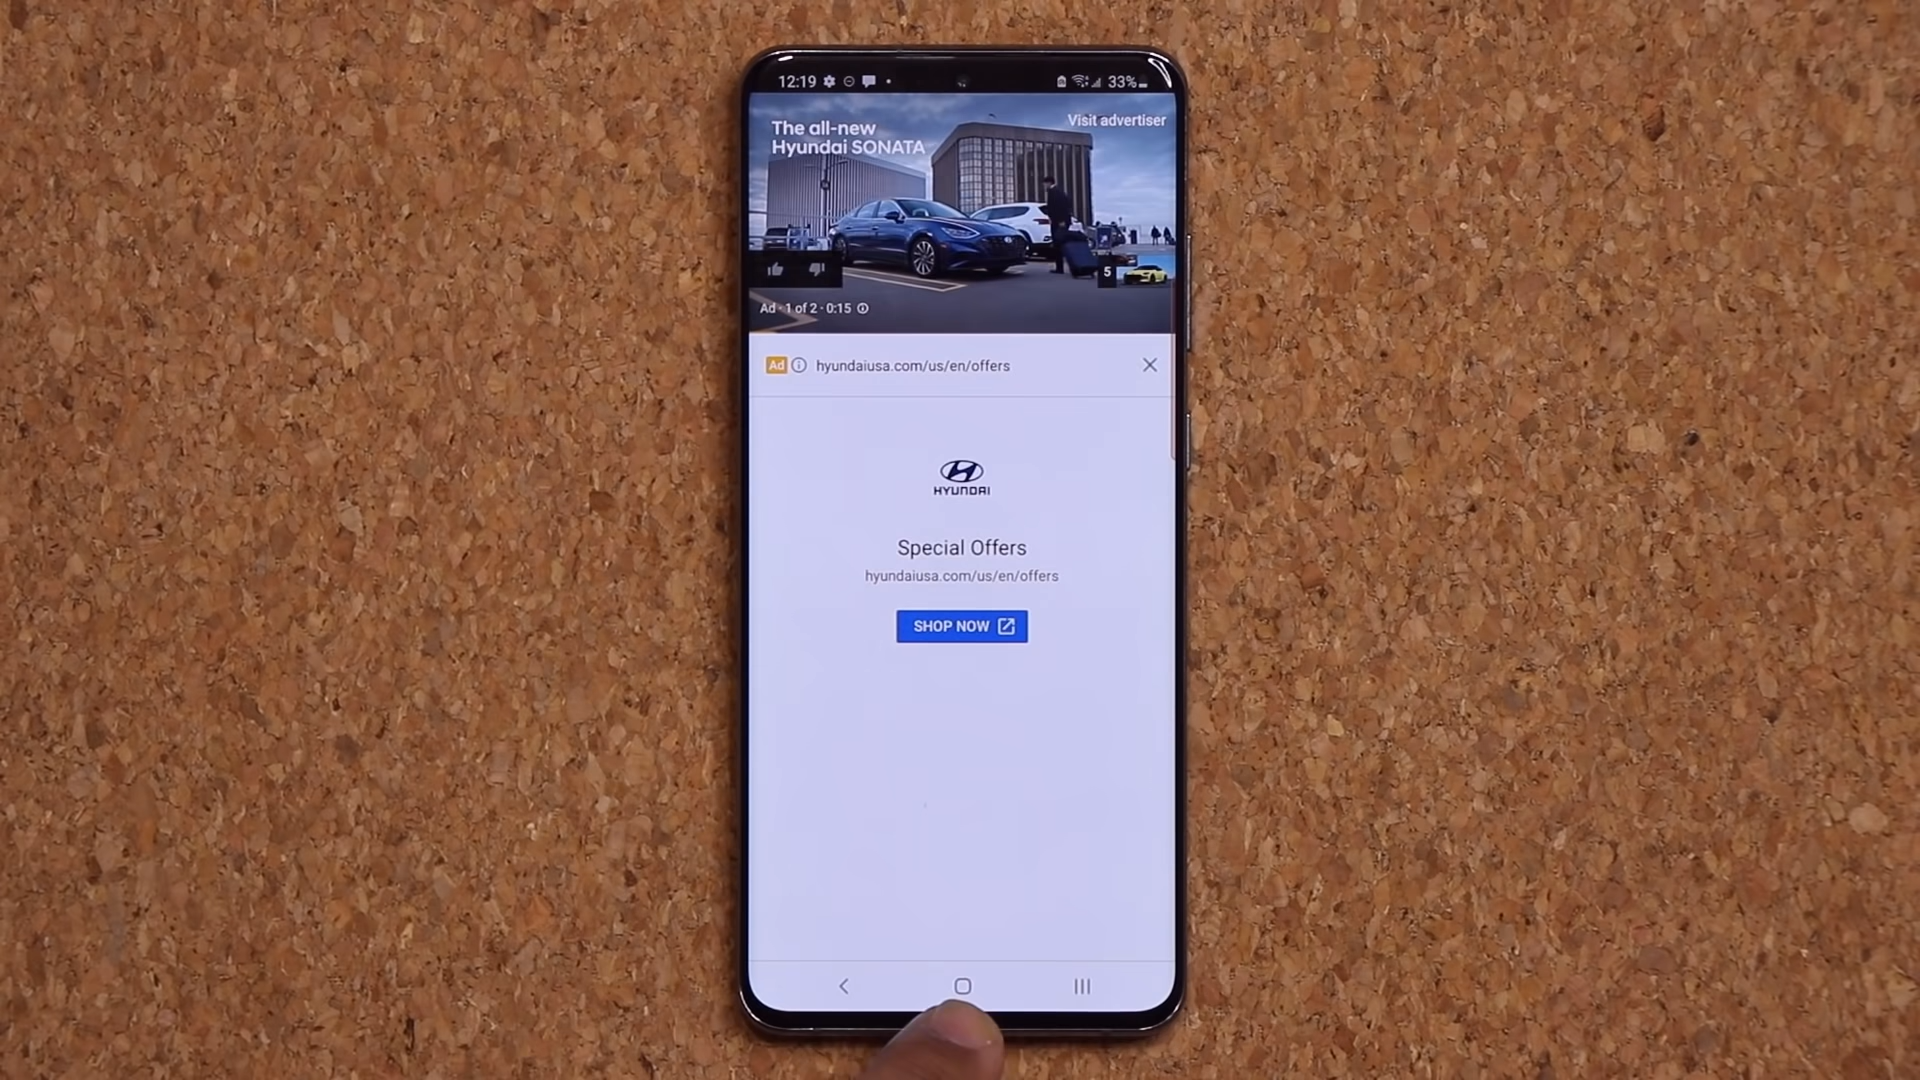 12:19
33%
The all-new
Hyundai SONATA
Visit advertiser
5
Ad · 1 of 2 · 0:15
Ad hyundaiusa.com/us/en/offers
HYUNDAI
Special Offers
hyundaiusa.com/us/en/offers
SHOP NOW